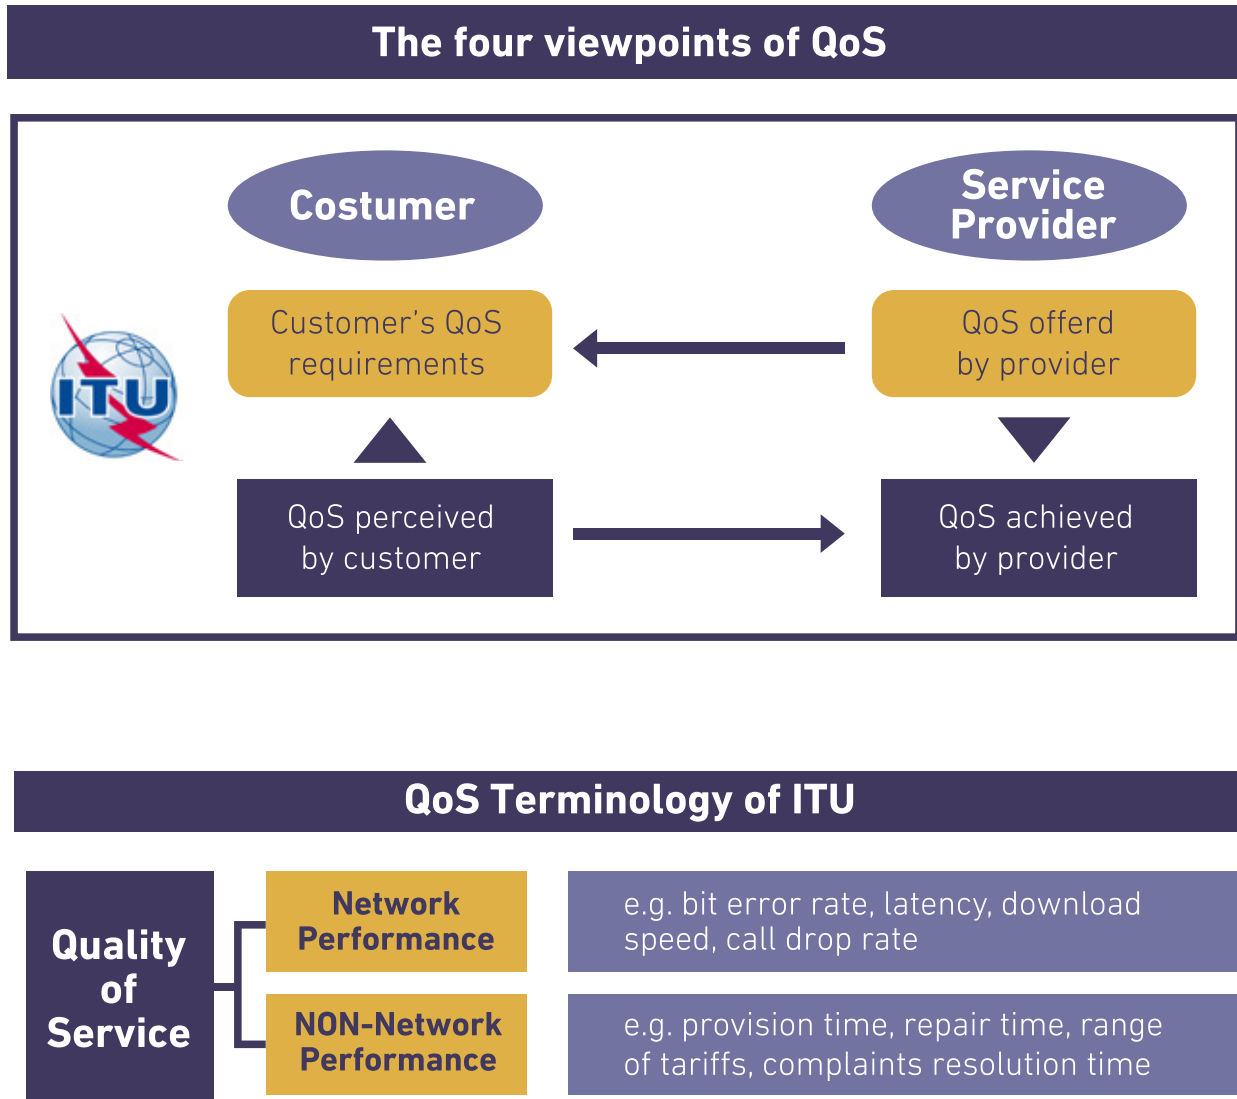 The four viewpoints of QoS
Costumer
Service
Provider
Customer's QoS
requirements
QoS offerd
by provider
ITU
QoS perceived
by customer
QoS achieved
by provider
QoS Terminology of ITU
Quality
of
Service
Network
Performance
e.g. bit error rate, latency, download
speed, call drop rate
NON-Network
Performance
e.g. provision time, repair time, range
of tariffs, complaints resolution time